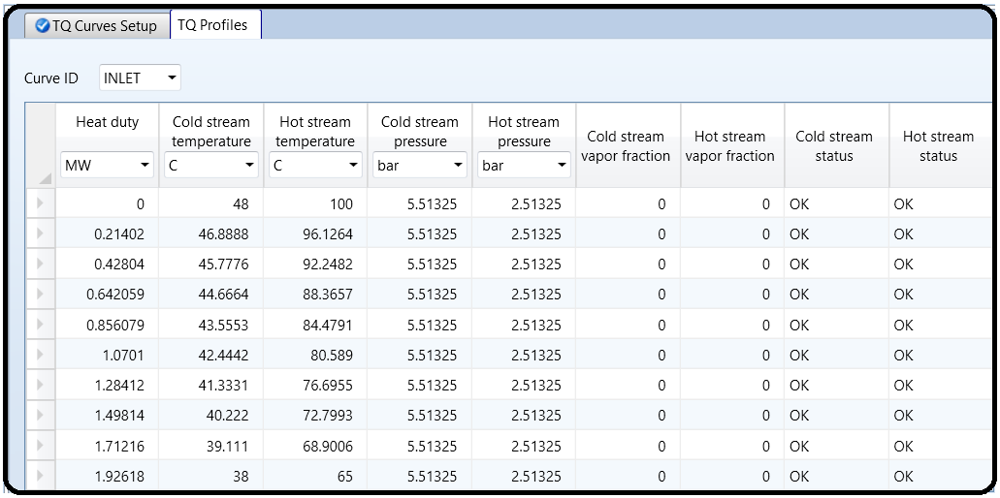 TQ Curves Setup TQ Profiles
Curve ID INLET
Heat duty Cold stream temperature Hot stream temperature Cold stream pressure Hot stream pressure Cold stream vapor fraction Hot stream vapor fraction Cold stream status Hot stream status
MW C C bar bar
0 48 100 5.51325 2.51325 0 0 OK OK
0.21402 46.8888 96.1264 5.51325 2.51325 0 0 OK OK
0.42804 45.7776 92.2482 5.51325 2.51325 0 0 OK OK
0.642059 44.6664 88.3657 5.51325 2.51325 0 0 OK OK
0.856079 43.5553 84.4791 5.51325 2.51325 0 0 OK OK
1.0701 42.4442 80.589 5.51325 2.51325 0 0 OK OK
1.28412 41.3331 76.6955 5.51325 2.51325 0 0 OK OK
1.49814 40.222 72.7993 5.51325 2.51325 0 0 OK OK
1.71216 39.111 68.9006 5.51325 2.51325 0 0 OK OK
1.92618 38 65 5.51325 2.51325 0 0 OK OK